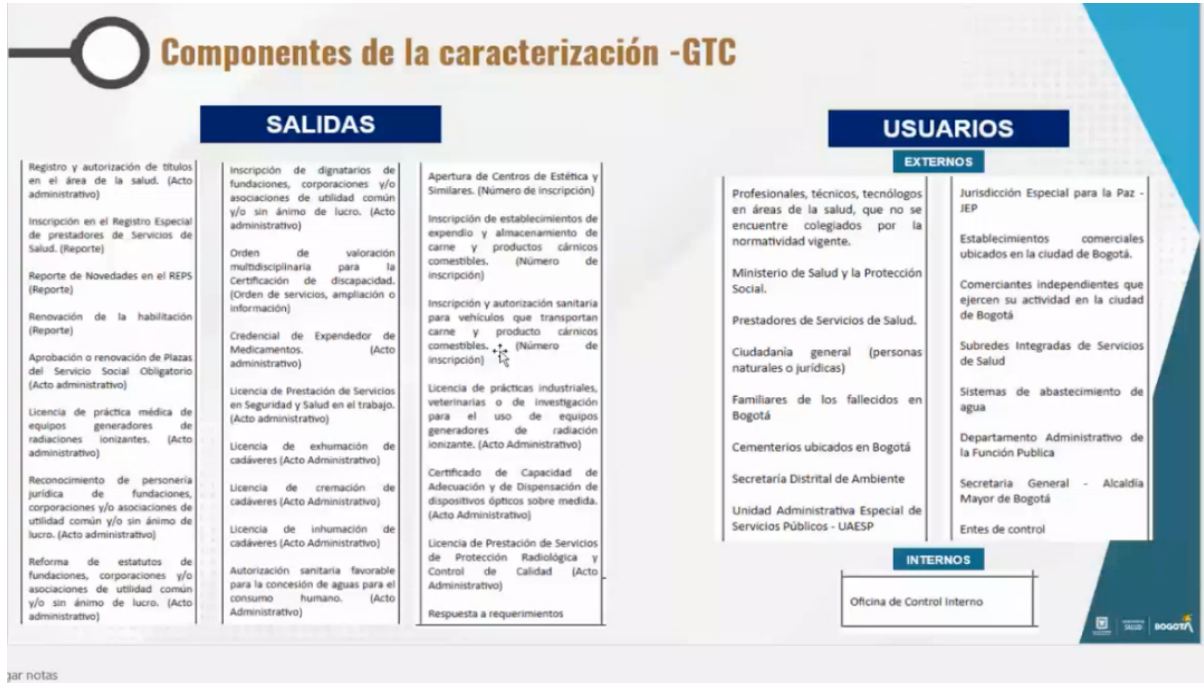 Componentes de la caracterización -GTC
SALIDAS
Registro y autorización de títulos
en el área de la salud. (Acto
administrativo)
Inscripción en el Registro Especial
de prestadores de Servicios de
Salud. (Reporte)
Reporte de Novedades en el REPS
(Reporte)
Renovación de la habilitación
(Reporte)
Aprobación o renovación de Plazas
del Servicio Social Obligatorio
(Acto administrativo)
Licencia de práctica médica de
equipos generadores de
radiaciones ionizantes. (Acto
administrativo)
Reconocimiento de personería
jurídica de fundaciones,
corporaciones y/o asociaciones de
utilidad común y/o sin ánimo de
lucro. (Acto administrativo)
Reforma de estatutos de
fundaciones, corporaciones y/o
asociaciones de utilidad común
y/o sin ánimo de lucro. (Acto
administrativo)
Inscripción de dignatarios de
fundaciones, corporaciones y/o
asociaciones de utilidad común
y/o sin ánimo de lucro. (Acto
administrativo)
Orden de valoración
multidisciplinaria para la
Certificación de discapacidad.
(Orden de servicios, ampliación o
información)
Credencial de Expendedor de
Medicamentos. (Acto
administrativo)
Licencia de Prestación de Servicios
en Seguridad y Salud en el trabajo.
(Acto administrativo)
Licencia de exhumación de
cadáveres (Acto Administrativo)
Licencia de cremación de
cadáveres (Acto Administrativo)
Licencia de inhumación de
cadáveres (Acto Administrativo)
Autorización sanitaria favorable
para la concesión de aguas para el
consumo humano. (Acto
Administrativo)
Apertura de Centros de Estética y
Similares. (Número de inscripción)
Inscripción de establecimientos de
expendio y almacenamiento de
carne y productos cárnicos
comestibles. (Número de
inscripción)
Inscripción y autorización sanitaria
para vehículos que transportan
carne y producto cárnicos
comestibles. (Número de
inscripción)
Licencia de prácticas industriales,
veterinarias o de investigación
para el uso de equipos
generadores de radiación
ionizante. (Acto Administrativo)
Certificado de Capacidad de
Adecuación y de Dispensación de
dispositivos ópticos sobre medida.
(Acto Administrativo)
Licencia de Prestación de Servicios
de Protección Radiológica y
Control de Calidad (Acto
Administrativo)
Respuesta a requerimientos
USUARIOS
EXTERNOS
Profesionales, técnicos, tecnólogos
en áreas de la salud, que no se
encuentre colegiados por la
normatividad vigente.
Ministerio de Salud y la Protección
Social.
Prestadores de Servicios de Salud.
Ciudadanía general (personas
naturales o jurídicas)
Familiares de los fallecidos en
Bogotá
Cementerios ubicados en Bogotá
Secretaría Distrital de Ambiente
Unidad Administrativa Especial de
Servicios Públicos - UAESP
Jurisdicción Especial para la Paz -
JEP
Establecimientos comerciales
ubicados en la ciudad de Bogotá.
Comerciantes independientes que
ejercen su actividad en la ciudad
de Bogotá
Subredes Integradas de Servicios
de Salud
Sistemas de abastecimiento de
agua
Departamento Administrativo de
la Función Publica
Secretaria General - Alcaldía
Mayor de Bogotá
Entes de control
INTERNOS
Oficina de Control Interno
SALUD
BOGOTÁ
gar notas